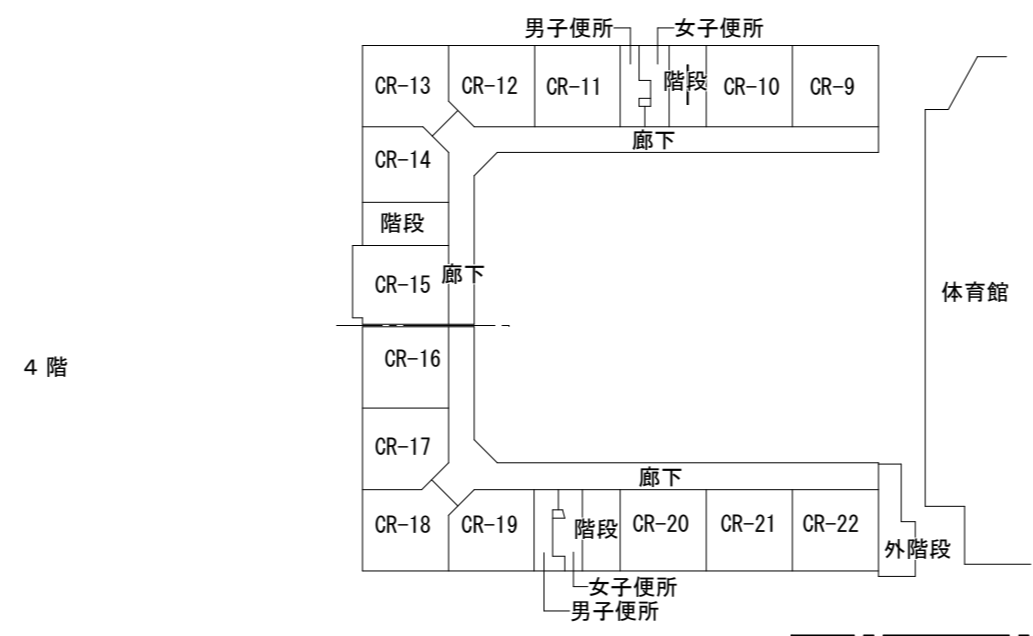 男子便所 女子便所
CR-13 CR-12 CR-11 階段 CR-10 CR-9
廊下
CR-14
階段
廊下
CR-15
体育館
CR-16
4 階
CR-17
廊下
CR-18 CR-19 階段 CR-20 CR-21 CR-22
外階段
女子便所
男子便所